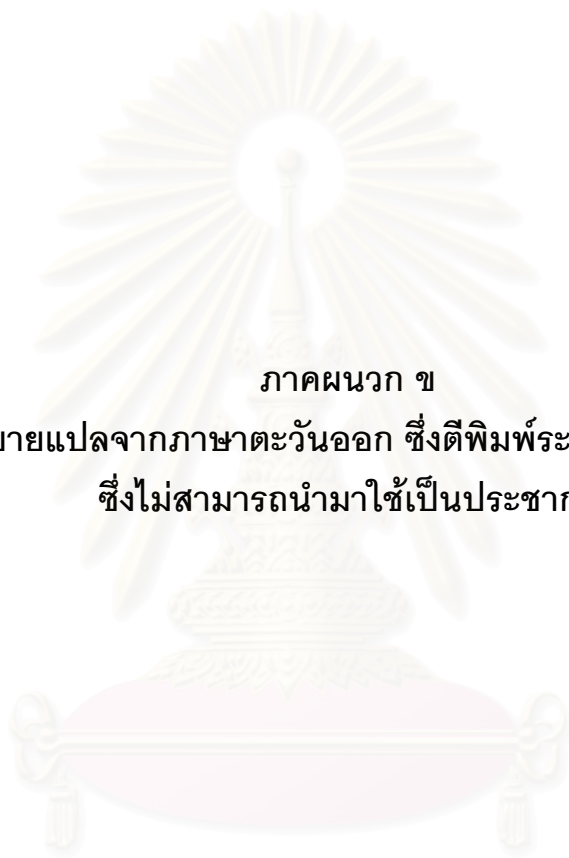 ภาคผนวก ข
ายแปลจากภาษาตะวันออก ซึ่งตีพิมพ์ระ
ซึ่งไม่สามารถนำมาใช้เป็นประชาก